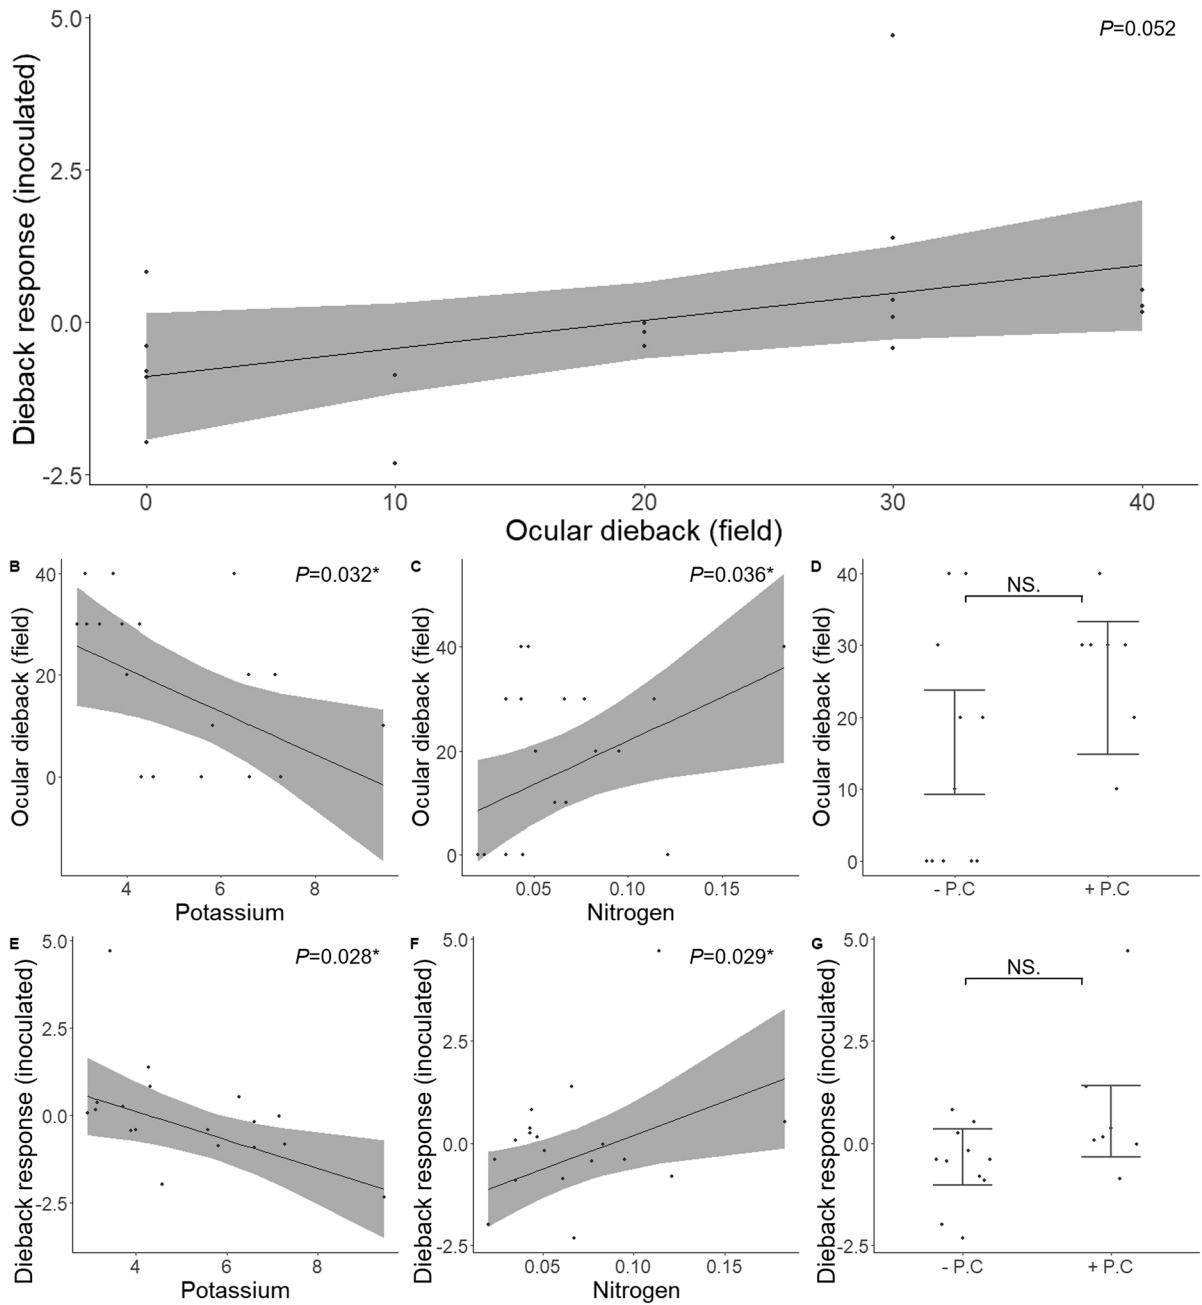 5.0
P=0.052
2.5
0.0
-2.5
Dieback response (inoculated)
0 10 20 30 40
Ocular dieback (field)
B
P=0.032*
40
20
0
Ocular dieback (field)
4 6 8
Potassium
C
P=0.036*
40
20
0
Ocular dieback (field)
0.05 0.10 0.15
Nitrogen
D
NS.
40
30
20
10
0
Ocular dieback (field)
- P.C + P.C
E
P=0.028*
5.0
2.5
0.0
-2.5
Dieback response (inoculated)
4 6 8
Potassium
F
P=0.029*
5.0
2.5
0.0
-2.5
Dieback response (inoculated)
0.05 0.10 0.15
Nitrogen
G
NS.
5.0
2.5
0.0
-2.5
Dieback response (inoculated)
- P.C + P.C